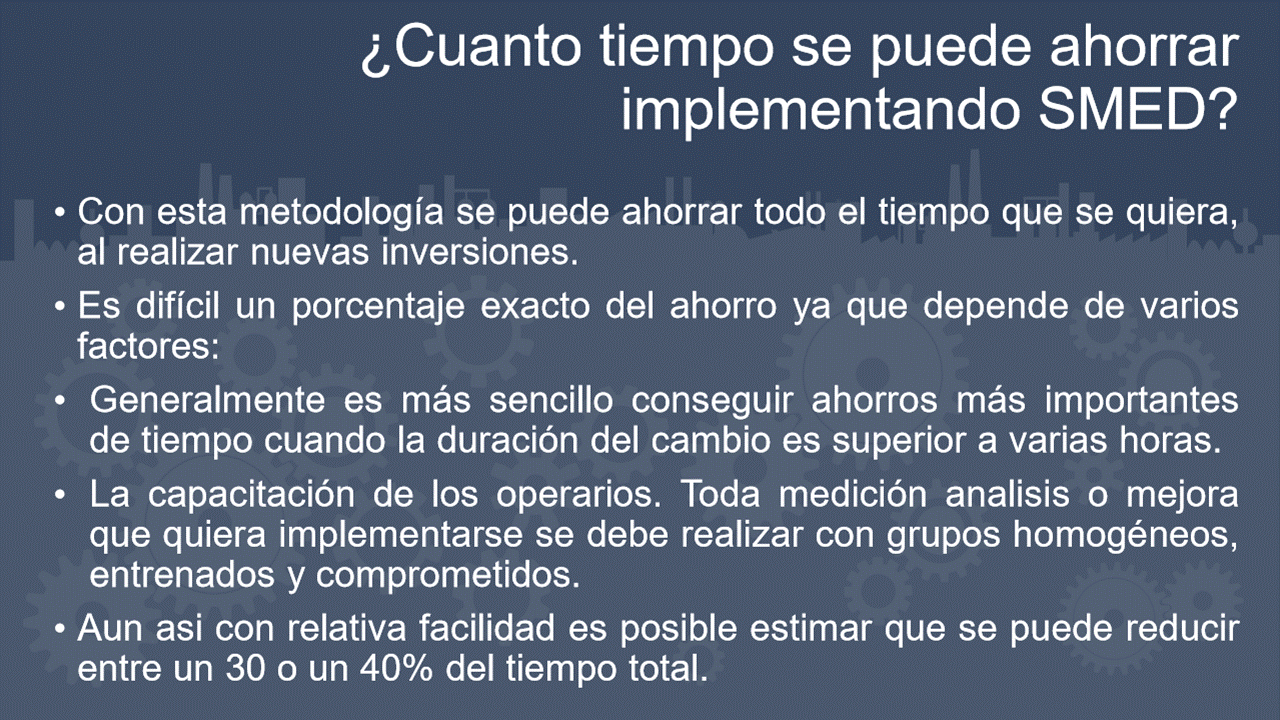 ¿Cuanto tiempo se puede ahorrar
implementando SMED?
• Con esta metodología se puede ahorrar todo el tiempo que se quiera,
al realizar nuevas inversiones.
• Es difícil un porcentaje exacto del ahorro ya que depende de varios
factores:
• Generalmente es más sencillo conseguir ahorros más importantes
de tiempo cuando la duración del cambio es superior a varias horas.
• La capacitación de los operarios. Toda medición analisis o mejora
que quiera implementarse se debe realizar con grupos homogéneos,
entrenados y comprometidos.
• Aun asi con relativa facilidad es posible estimar que se puede reducir
entre un 30 o un 40% del tiempo total.